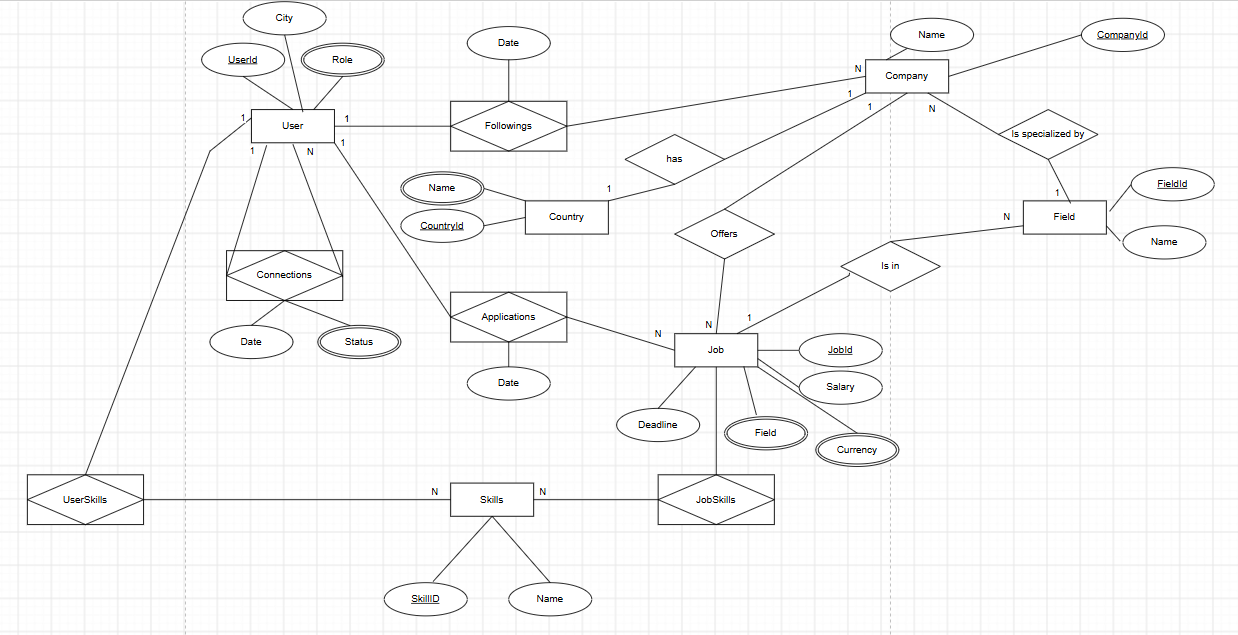 City
Name
CompanyId
Date
UserId
Role
N
Company
1
1
N
1
1
User
Followings
Is specialized by
1
1
N
has
Name
1
1
FieldId
Country
N
Field
CountryId
Offers
Name
Is in
Connections
Applications
N
1
N
Date
Status
Job
JobId
Date
Salary
Deadline
Field
Currency
N
N
UserSkills
Skills
JobSkills
SkillID
Name